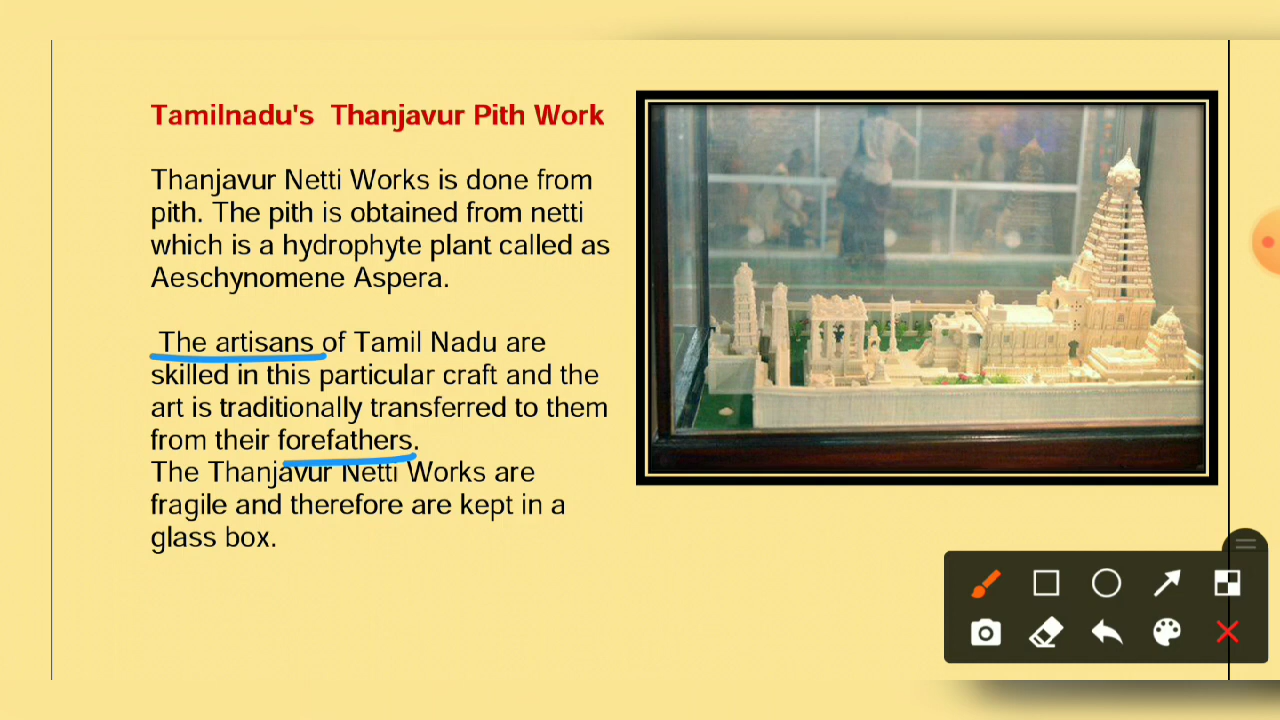 Tamilnadu's Thanjavur Pith Work
Thanjavur Netti Works is done from
pith. The pith is obtained from netti
which is a hydrophyte plant called as
Aeschynomene Aspera.
The artisans of Tamil Nadu are
skilled in this particular craft and the
art is traditionally transferred to them
from their forefathers.
The Thanjavur Netti Works are
fragile and therefore are kept in a
glass box.